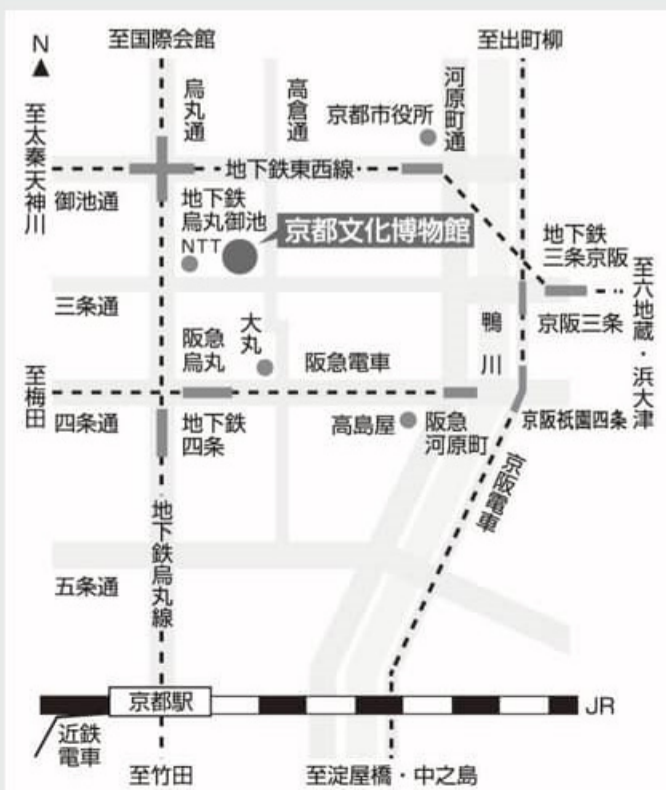 N
至国際会館
至出町柳
烏丸通
高倉通
河原町通
京都市役所
至太秦天神川
地下鉄東西線
御池通
地下鉄
烏丸御池
京都文化博物館
NTT
地下鉄
三条京阪
至六地蔵・浜大津
三条通
大丸
鴨川
京阪三条
阪急
烏丸
阪急電車
至梅田
四条通
地下鉄
四条
高島屋
阪急
河原町
京阪祇園四条
京阪電車
地下鉄烏丸線
五条通
京都駅
JR
近鉄
電車
至竹田
至淀屋橋・中之島